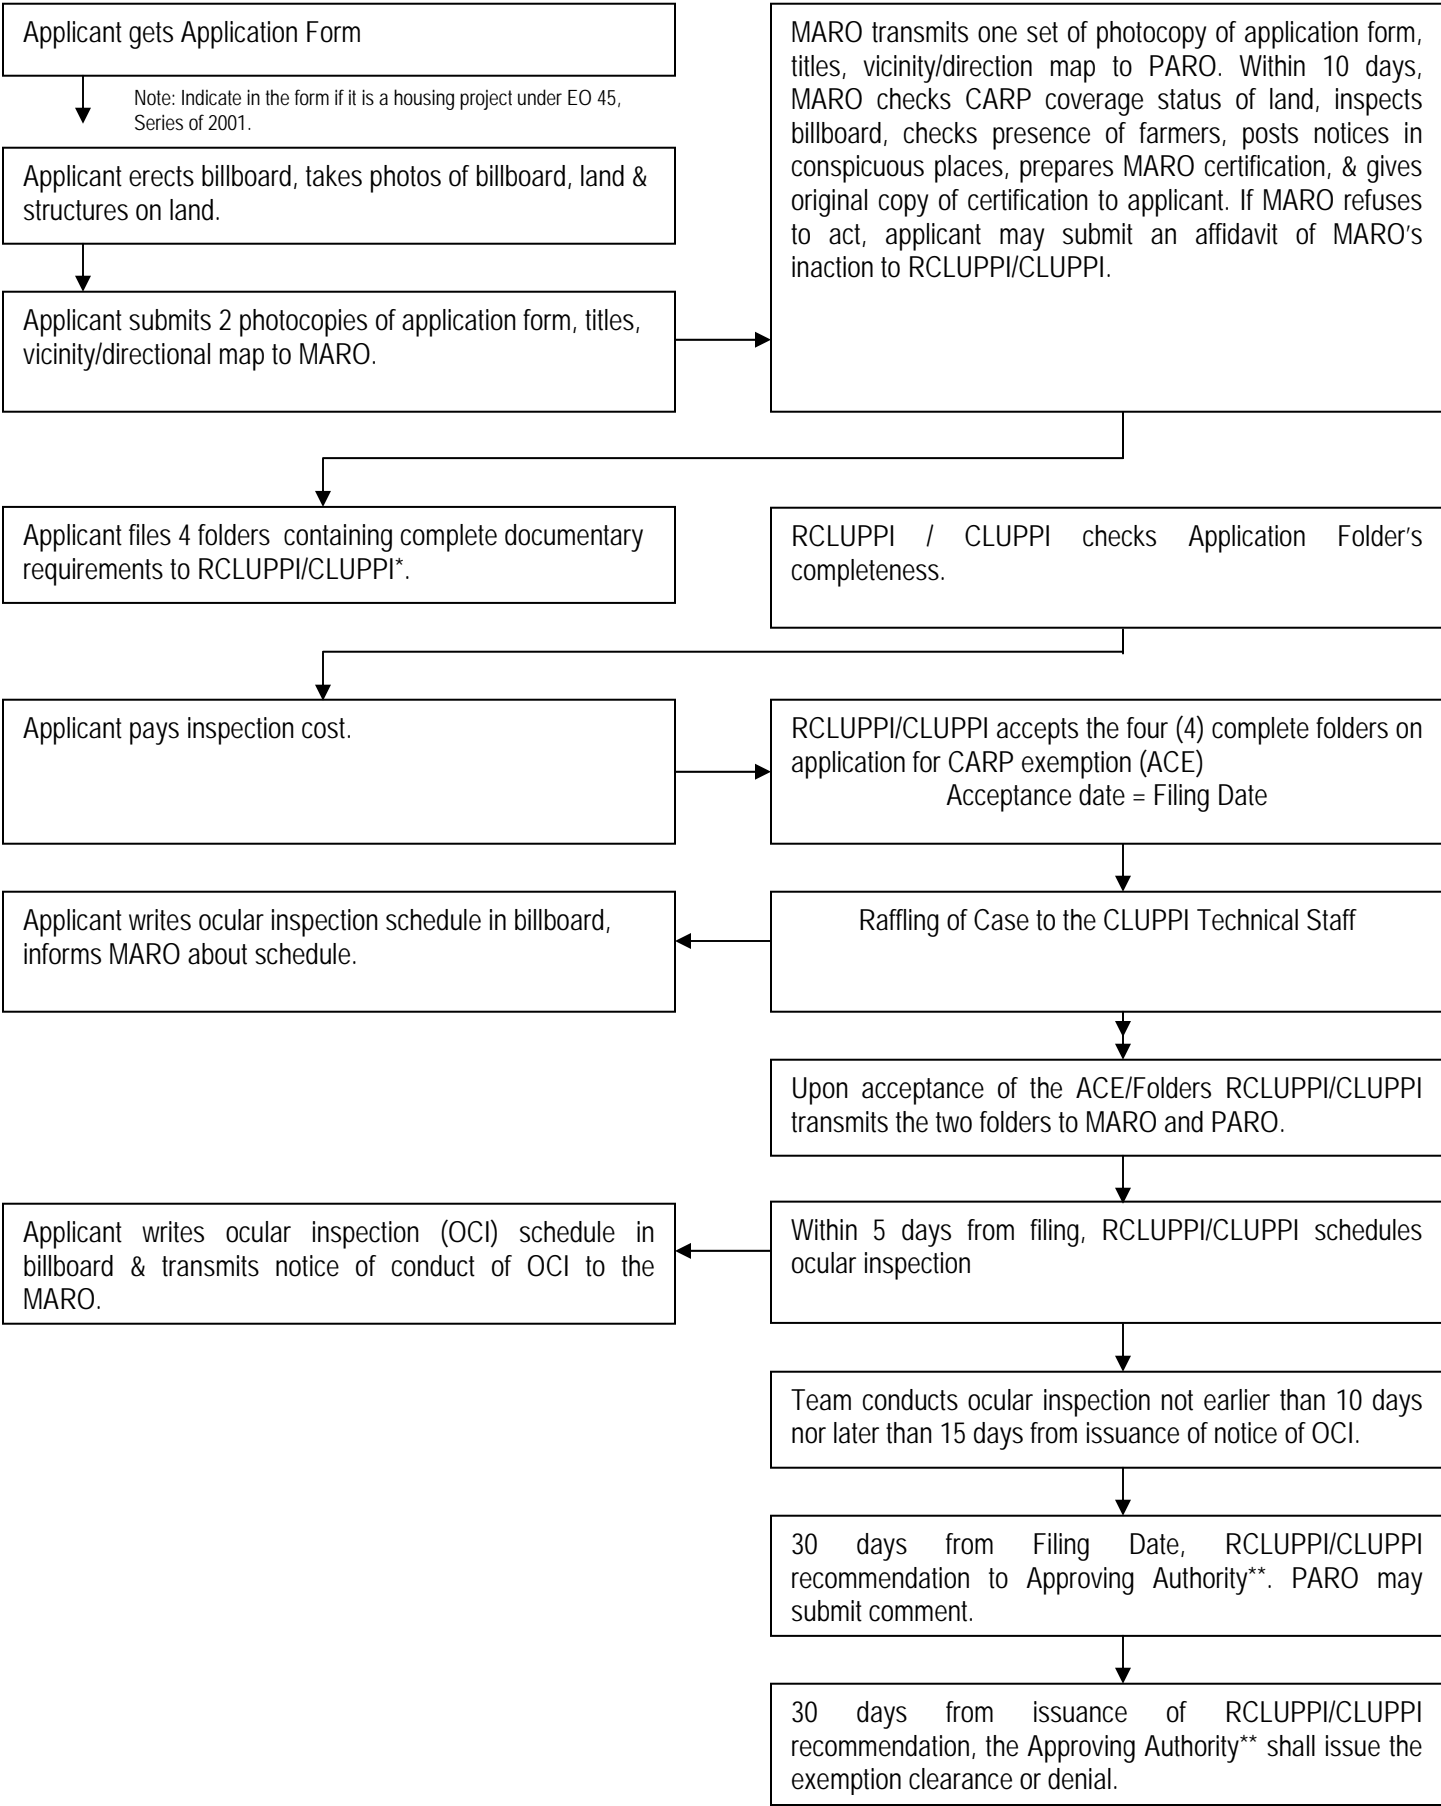 Applicant gets Application Form
Note: Indicate in the form if it is a housing project under EO 45,
Series of 2001.
Applicant erects billboard, takes photos of billboard, land &
structures on land.
Applicant submits 2 photocopies of application form, titles,
vicinity/directional map to MARO.
MARO transmits one set of photocopy of application form,
titles, vicinity/direction map to PARO. Within 10 days,
MARO checks CARP coverage status of land, inspects
billboard, checks presence of farmers, posts notices in
conspicuous places, prepares MARO certification, & gives
original copy of certification to applicant. If MARO refuses
to act, applicant may submit an affidavit of MARO's
inaction to RCLUPPI/CLUPPI.
Applicant files 4 folders containing complete documentary
requirements to RCLUPPI/CLUPPI*.
RCLUPPI / CLUPPI checks Application Folder's
completeness.
Applicant pays inspection cost.
RCLUPPI/CLUPPI accepts the four (4) complete folders on
application for CARP exemption (ACE)
Acceptance date = Filing Date
Raffling of Case to the CLUPPI Technical Staff
Applicant writes ocular inspection schedule in billboard,
informs MARO about schedule.
Upon acceptance of the ACE/Folders RCLUPPI/CLUPPI
transmits the two folders to MARO and PARO.
Within 5 days from filing, RCLUPPI/CLUPPI schedules
ocular inspection
Applicant writes ocular inspection (OCI) schedule in
billboard & transmits notice of conduct of OCI to the
MARO.
Team conducts ocular inspection not earlier than 10 days
nor later than 15 days from issuance of notice of OCI.
30 days from Filing Date, RCLUPPI/CLUPPI
recommendation to Approving Authority**. PARO may
submit comment.
30 days from issuance of RCLUPPI/CLUPPI
recommendation, the Approving Authority** shall issue the
exemption clearance or denial.